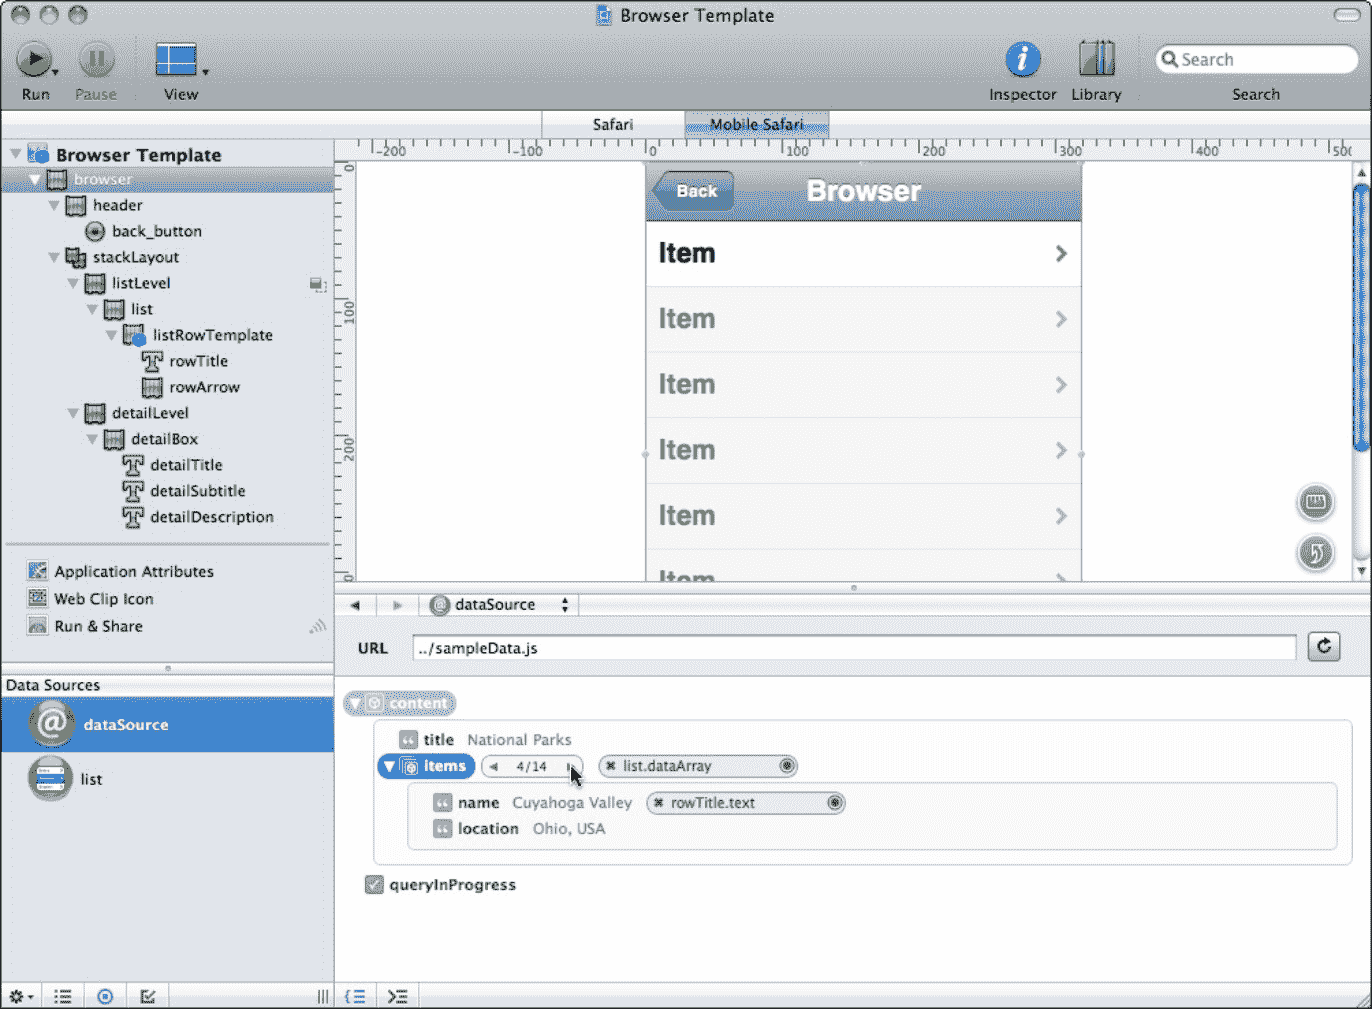 Browser Template
Run
Pause
View
Inspector
Library
Search
Search
Safari
Mobile Safari
Browser Template
browser
header
back_button
stackLayout
listLevel
list
listRowTemplate
rowTitle
rowArrow
detailLevel
detailBox
detailTitle
detailSubtitle
detailDescription
Application Attributes
Web Clip Icon
Run & Share
Data Sources
dataSource
list
-200 -100 0 100 200 300 400 500
0
100
200
Back
Browser
Item
Item
Item
Item
Item
Item
dataSource
URL ../sampleData.js
content
title National Parks
items 4/14 list.dataArray
name Cuyahoga Valley rowTitle.text
location Ohio, USA
queryInProgress